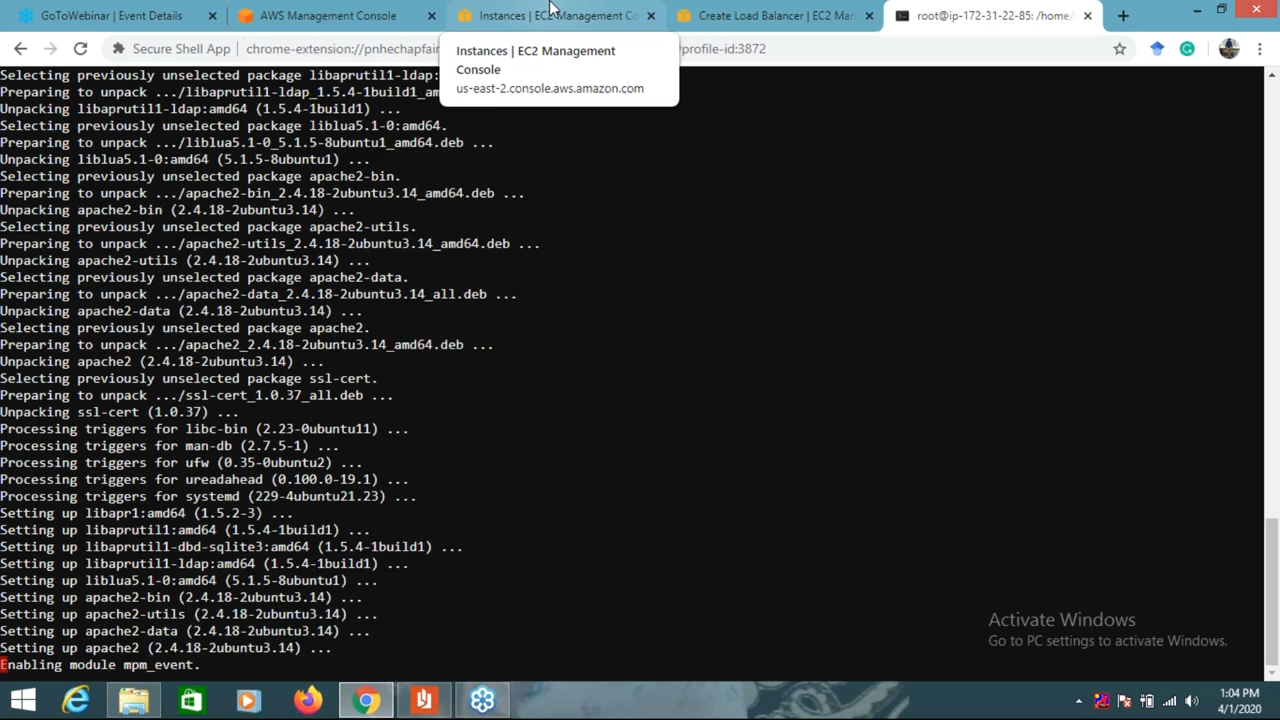 GoToWebinar | Event Details
AWS Management Console
Instances | EC2 Management Co
Create Load Balancer | EC2 Man
root@ip-172-31-22-85: /home/
Secure Shell App
chrome-extension://pnhechapfai
profile-id:3872
Instances | EC2 Management
Console
us-east-2.console.aws.amazon.com
Selecting previously unselected package libaprutil1-ldap:
Preparing to unpack .../libaprutil1-ldap_1.5.4-1build1_am
Unpacking libaprutil1-ldap:amd64 (1.5.4-1build1) ...
Selecting previously unselected package liblua5.1-0:amd64.
Preparing to unpack .../liblua5.1-0_5.1.5-8ubuntu1_amd64.deb ...
Unpacking liblua5.1-0:amd64 (5.1.5-8ubuntu1) ...
Selecting previously unselected package apache2-bin.
Preparing to unpack .../apache2-bin_2.4.18-2ubuntu3.14_amd64.deb ...
Unpacking apache2-bin (2.4.18-2ubuntu3.14) ...
Selecting previously unselected package apache2-utils.
Preparing to unpack .../apache2-utils_2.4.18-2ubuntu3.14_amd64.deb ...
Unpacking apache2-utils (2.4.18-2ubuntu3.14) ...
Selecting previously unselected package apache2-data.
Preparing to unpack .../apache2-data_2.4.18-2ubuntu3.14_all.deb ...
Unpacking apache2-data (2.4.18-2ubuntu3.14) ...
Selecting previously unselected package apache2.
Preparing to unpack .../apache2_2.4.18-2ubuntu3.14_amd64.deb ...
Unpacking apache2 (2.4.18-2ubuntu3.14) ...
Selecting previously unselected package ssl-cert.
Preparing to unpack .../ssl-cert_1.0.37_all.deb ...
Unpacking ssl-cert (1.0.37) ...
Processing triggers for libc-bin (2.23-0ubuntu11) ...
Processing triggers for man-db (2.7.5-1) ...
Processing triggers for ufw (0.35-0ubuntu2) ...
Processing triggers for ureadahead (0.100.0-19.1) ...
Processing triggers for systemd (229-4ubuntu21.23) ...
Setting up libapr1:amd64 (1.5.2-3) ...
Setting up libaprutil1:amd64 (1.5.4-1build1) ...
Setting up libaprutil1-dbd-sqlite3:amd64 (1.5.4-1build1) ...
Setting up libaprutil1-ldap:amd64 (1.5.4-1build1) ...
Setting up liblua5.1-0:amd64 (5.1.5-8ubuntu1) ...
Setting up apache2-bin (2.4.18-2ubuntu3.14) ...
Setting up apache2-utils (2.4.18-2ubuntu3.14) ...
Setting up apache2-data (2.4.18-2ubuntu3.14) ...
Setting up apache2 (2.4.18-2ubuntu3.14) ...
Enabling module mpm_event.
Activate Windows
Go to PC settings to activate Windows.
1:04 PM
4/1/2020